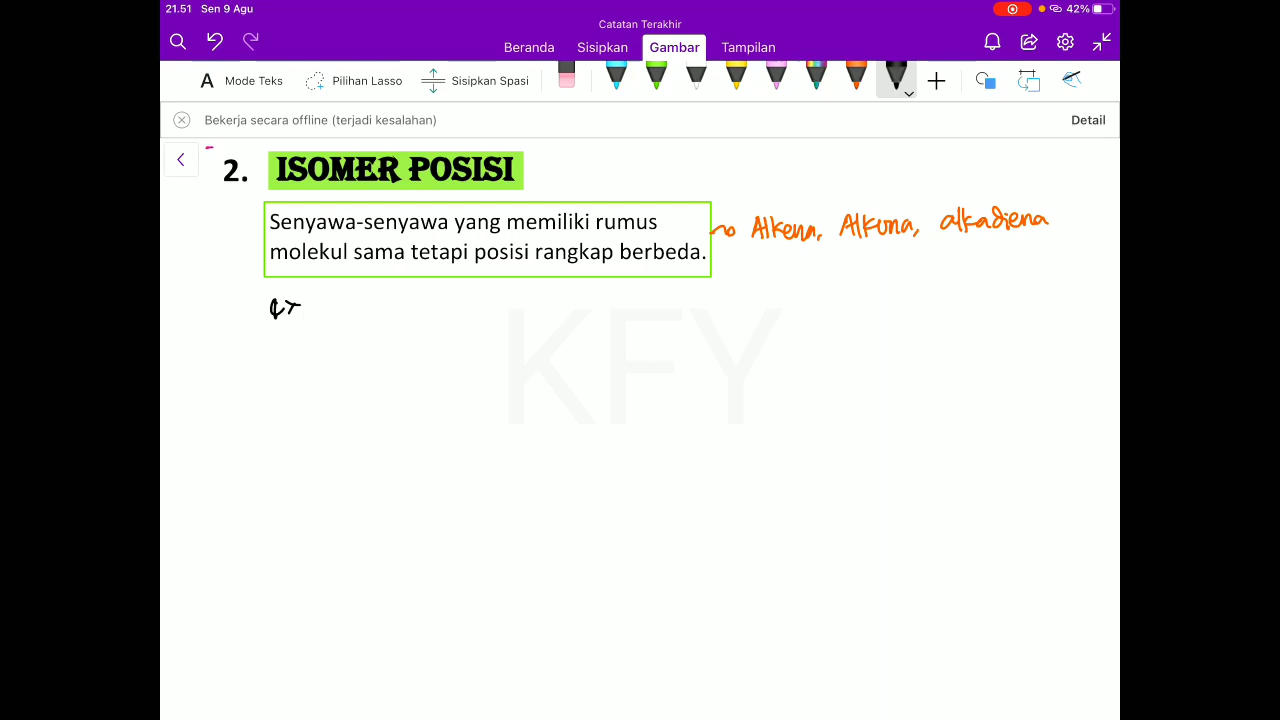 21.51 Sen 9 Agu
42%
Catatan Terakhir
Beranda Sisipkan Gambar Tampilan
A Mode Teks Pilihan Lasso Sisipkan Spasi
Bekerja secara offline (terjadi kesalahan) Detail
2. ISOMER POSISI
Senyawa-senyawa yang memiliki rumus
molekul sama tetapi posisi rangkap berbeda.
Alkena, Alkuna, alkadiena
KFY